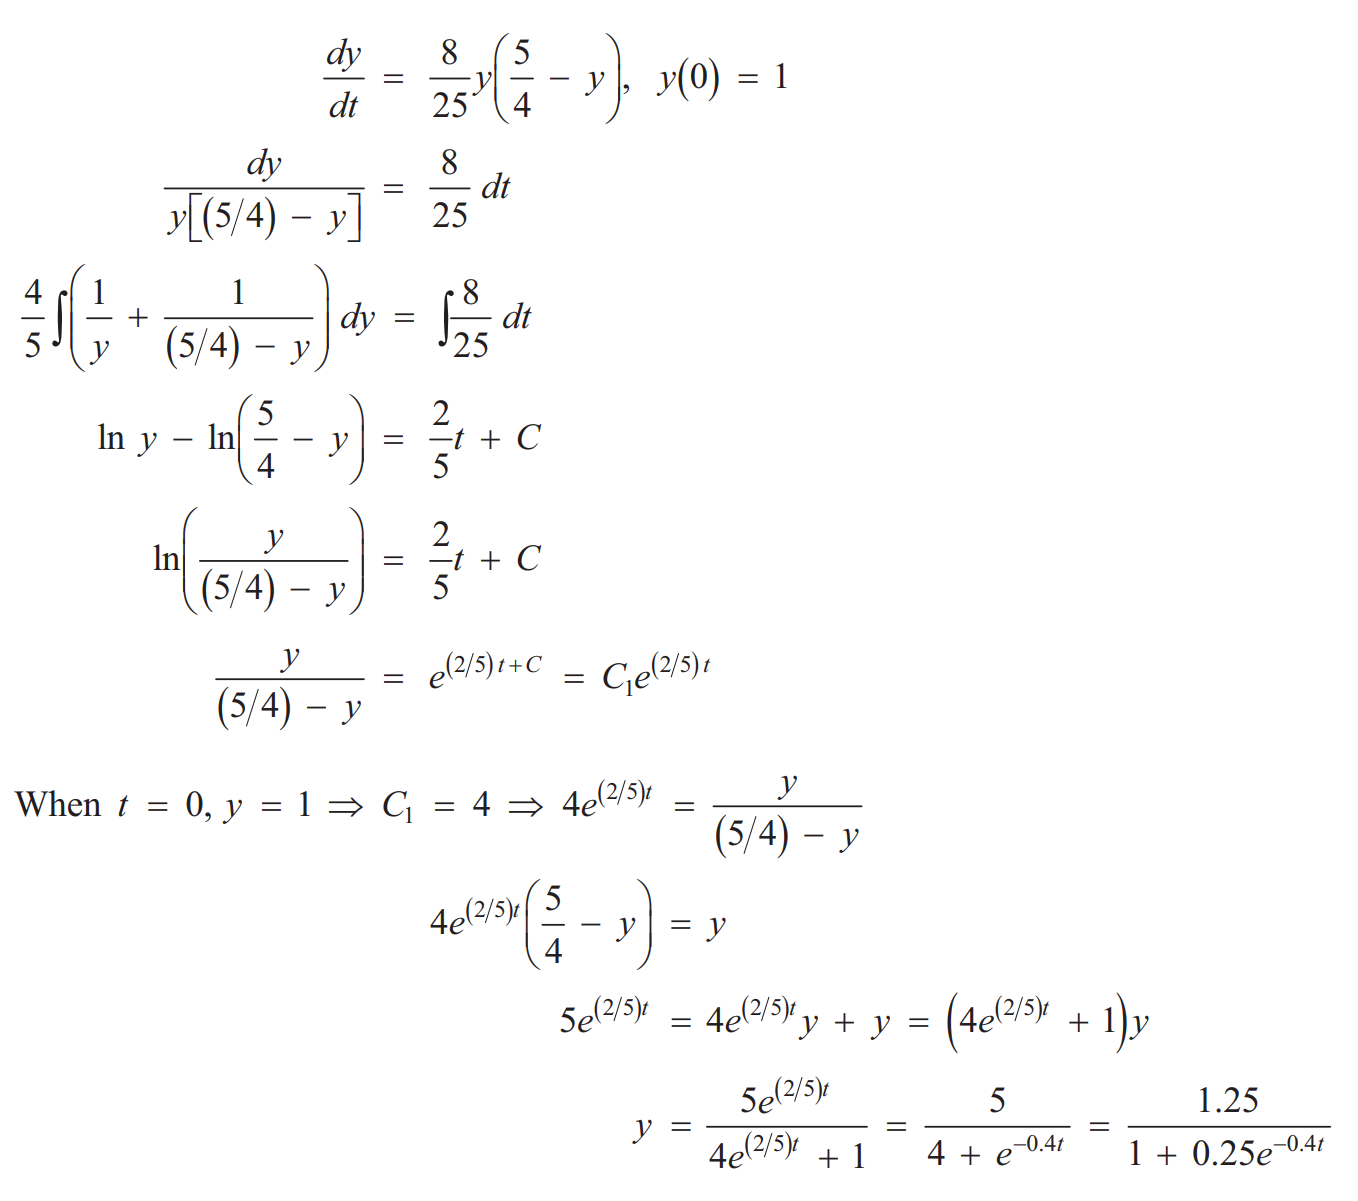 dy/dt = 8/25 y(5/4 − y), y(0) = 1
dy/(y[(5/4) − y]) = 8/25 dt
4/5 ∫(1/y + 1/((5/4) − y)) dy = ∫ 8/25 dt
ln y − ln(5/4 − y) = 2/5 t + C
ln(y/((5/4) − y)) = 2/5 t + C
y/((5/4) − y) = e^((2/5) t + C) = C₁e^((2/5) t)
When t = 0, y = 1 ⇒ C₁ = 4 ⇒ 4e^((2/5)t) = y/((5/4) − y)
4e^((2/5)t)(5/4 − y) = y
5e^((2/5)t) = 4e^((2/5)t) y + y = (4e^((2/5)t) + 1)y
y = 5e^((2/5)t)/(4e^((2/5)t) + 1) = 5/(4 + e^(−0.4t)) = 1.25/(1 + 0.25e^(−0.4t))